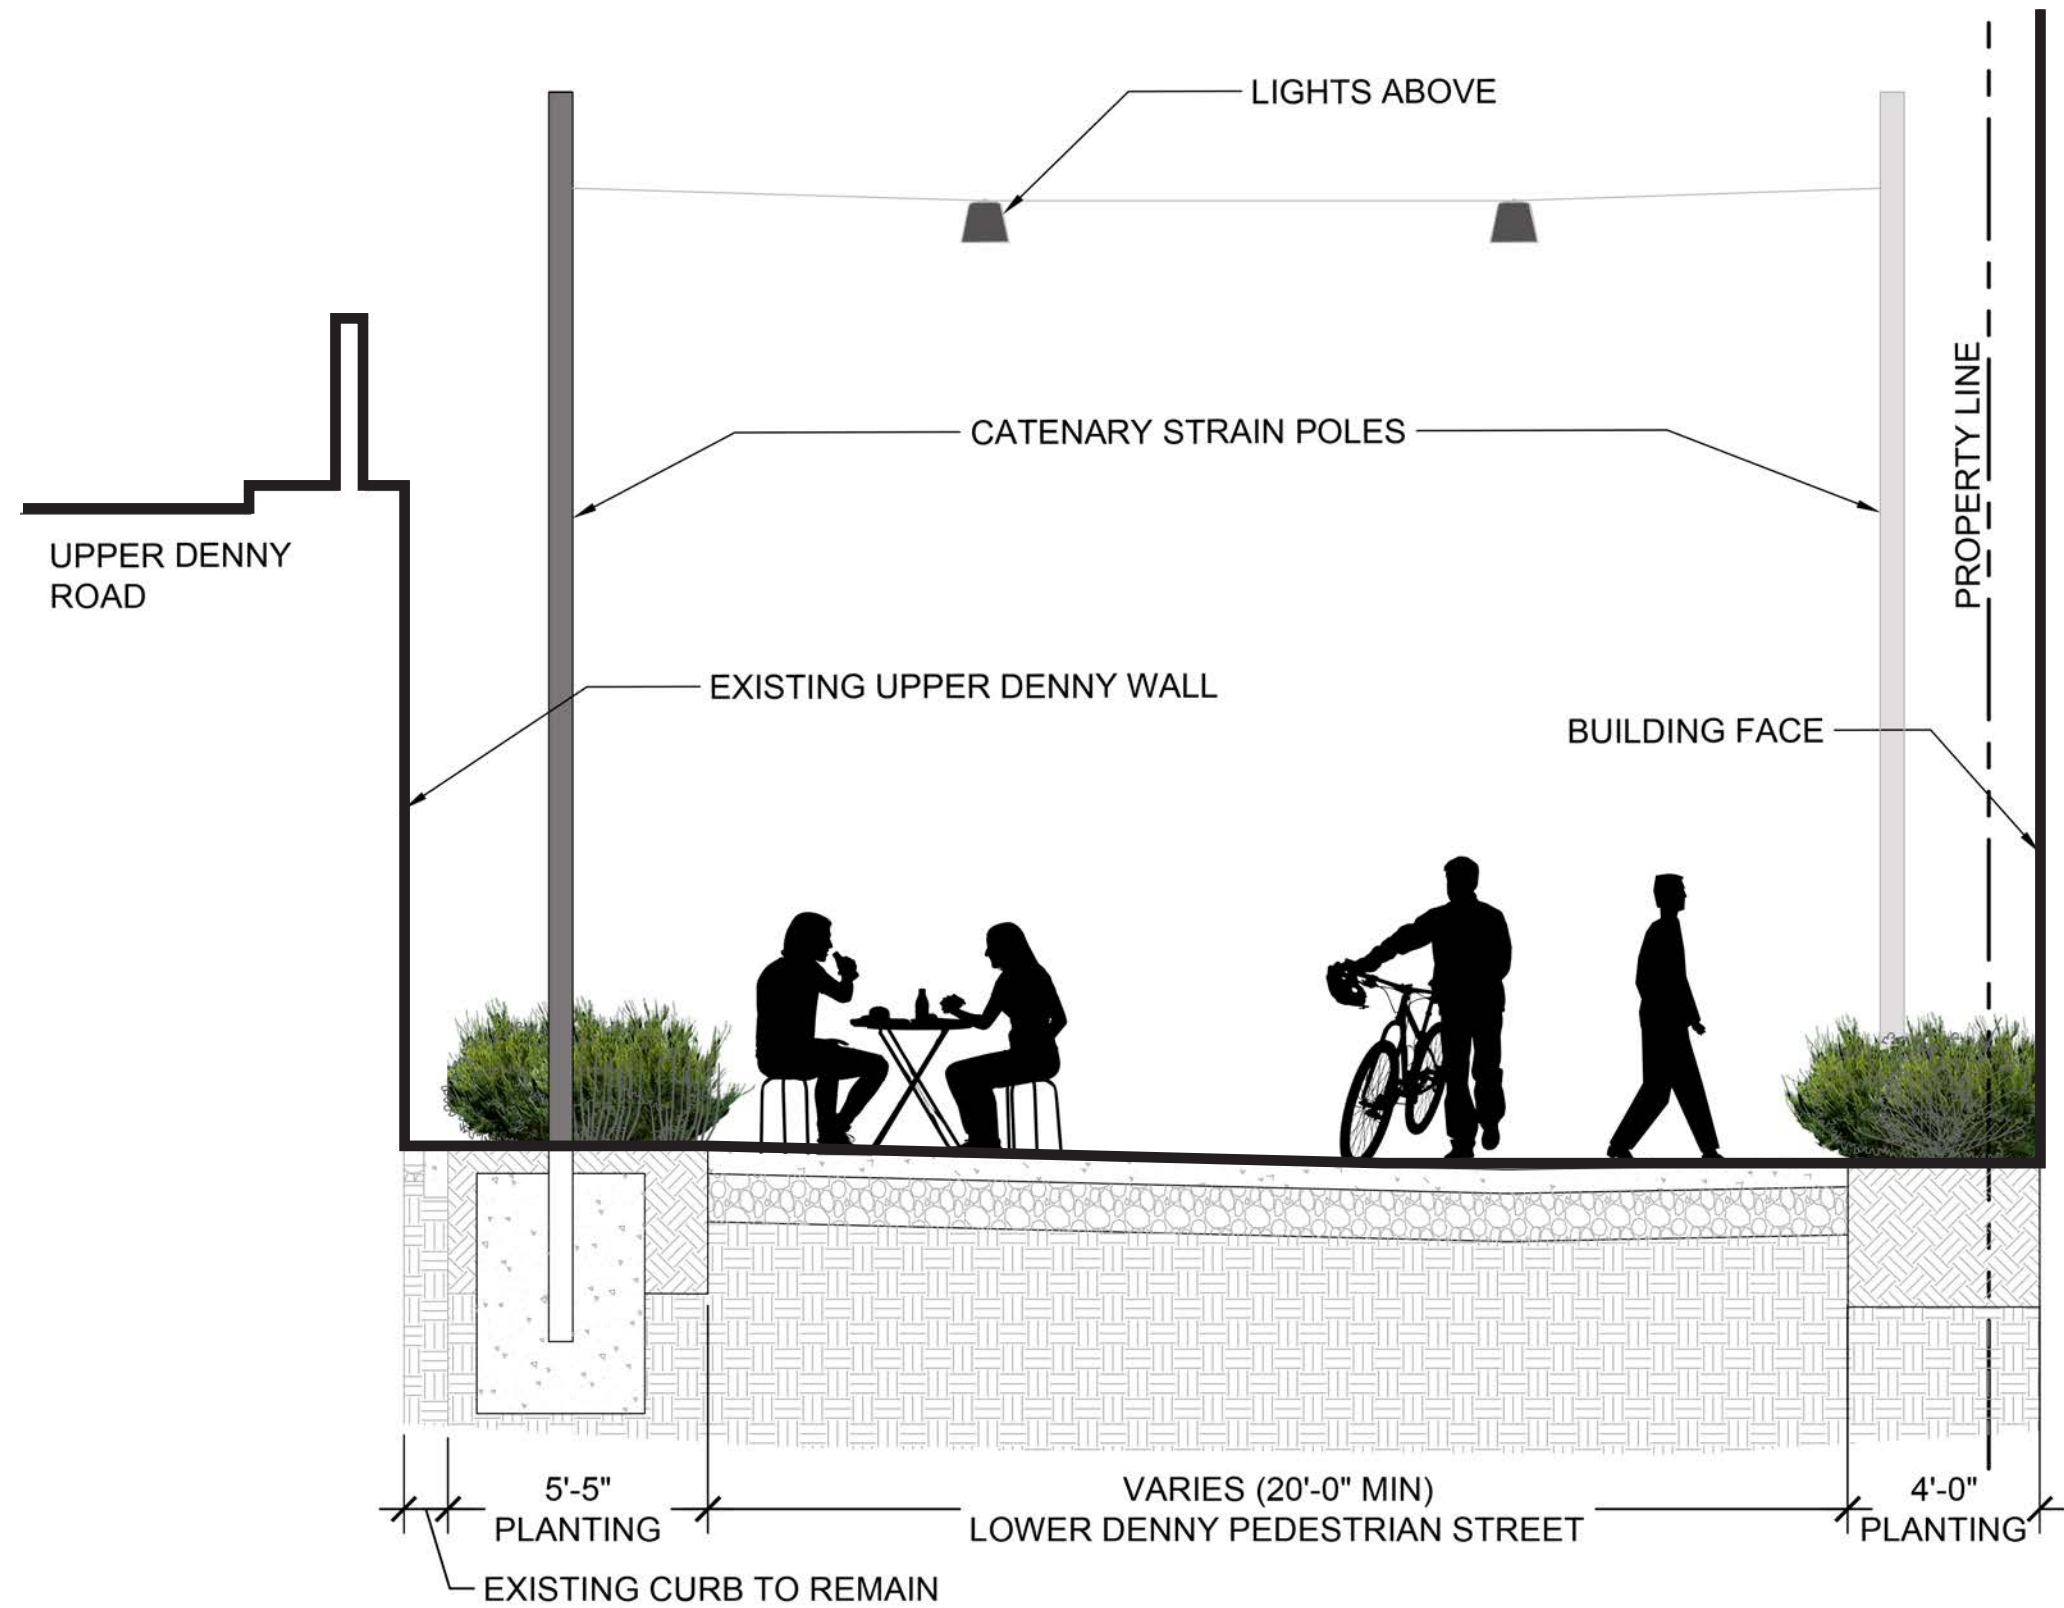 LIGHTS ABOVE
CATENARY STRAIN POLES
PROPERTY LINE
UPPER DENNY
ROAD
EXISTING UPPER DENNY WALL
BUILDING FACE
5'-5"
PLANTING
VARIES (20'-0" MIN)
LOWER DENNY PEDESTRIAN STREET
4'-0"
PLANTING
EXISTING CURB TO REMAIN